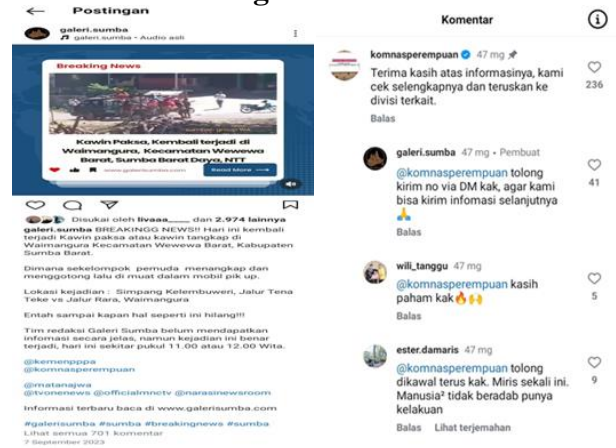 Postingan
galeri.sumba
galeri.sumba • Audio asli
Breaking News
Kawin Paksa, Kembali terjadi di
Waimangura, Kecamatan Wewewa
Barat, Sumba Barat Daya, NTT
www.galerisumba.com
Read More
Disukai oleh livaaa____ dan 2.974 lainnya
galeri.sumba BREAKINGG NEWS!! Hari ini kembali
terjadi Kawin paksa atau kawin tangkap di
Waimangura Kecamatan Wewewa Barat, Kabupaten
Sumba Barat.
Dimana sekelompok pemuda menangkap dan
menggotong lalu di muat dalam mobil pik up.
Lokasi kejadian : Simpang Kelembuweri, Jalur Tena
Teke vs Jalur Rara, Waimangura
Entah sampai kapan hal seperti ini hilang!!!
Tim redaksi Galeri Sumba belum mendapatkan
infomasi secara jelas, namun kejadian ini benar
terjadi, hari ini sekitar pukul 11.00 atau 12.00 Wita.
@kemenpppa
@komnasperempuan
@matanajwa
@tvonenews @officialmnctv @narasinewsroom
Informasi terbaru baca di www.galerisumba.com
#galerisumba #sumba #breakingnews #sumba
Lihat semua 701 komentar
7 September 2023
Komentar
komnasperempuan 47 mg
Terima kasih atas informasinya, kami
cek selengkapnya dan teruskan ke
divisi terkait.
236
Balas
galeri.sumba 47 mg • Pembuat
@komnasperempuan tolong
kirim no via DM kak, agar kami
bisa kirim infomasi selanjutnya
🙏
41
Balas
wili_tanggu 47 mg
@komnasperempuan kasih
paham kak🔥🙌
5
Balas
ester.damaris 47 mg
@komnasperempuan tolong
dikawal terus kak. Miris sekali ini.
Manusia² tidak beradab punya
kelakuan
9
Balas Lihat terjemahan